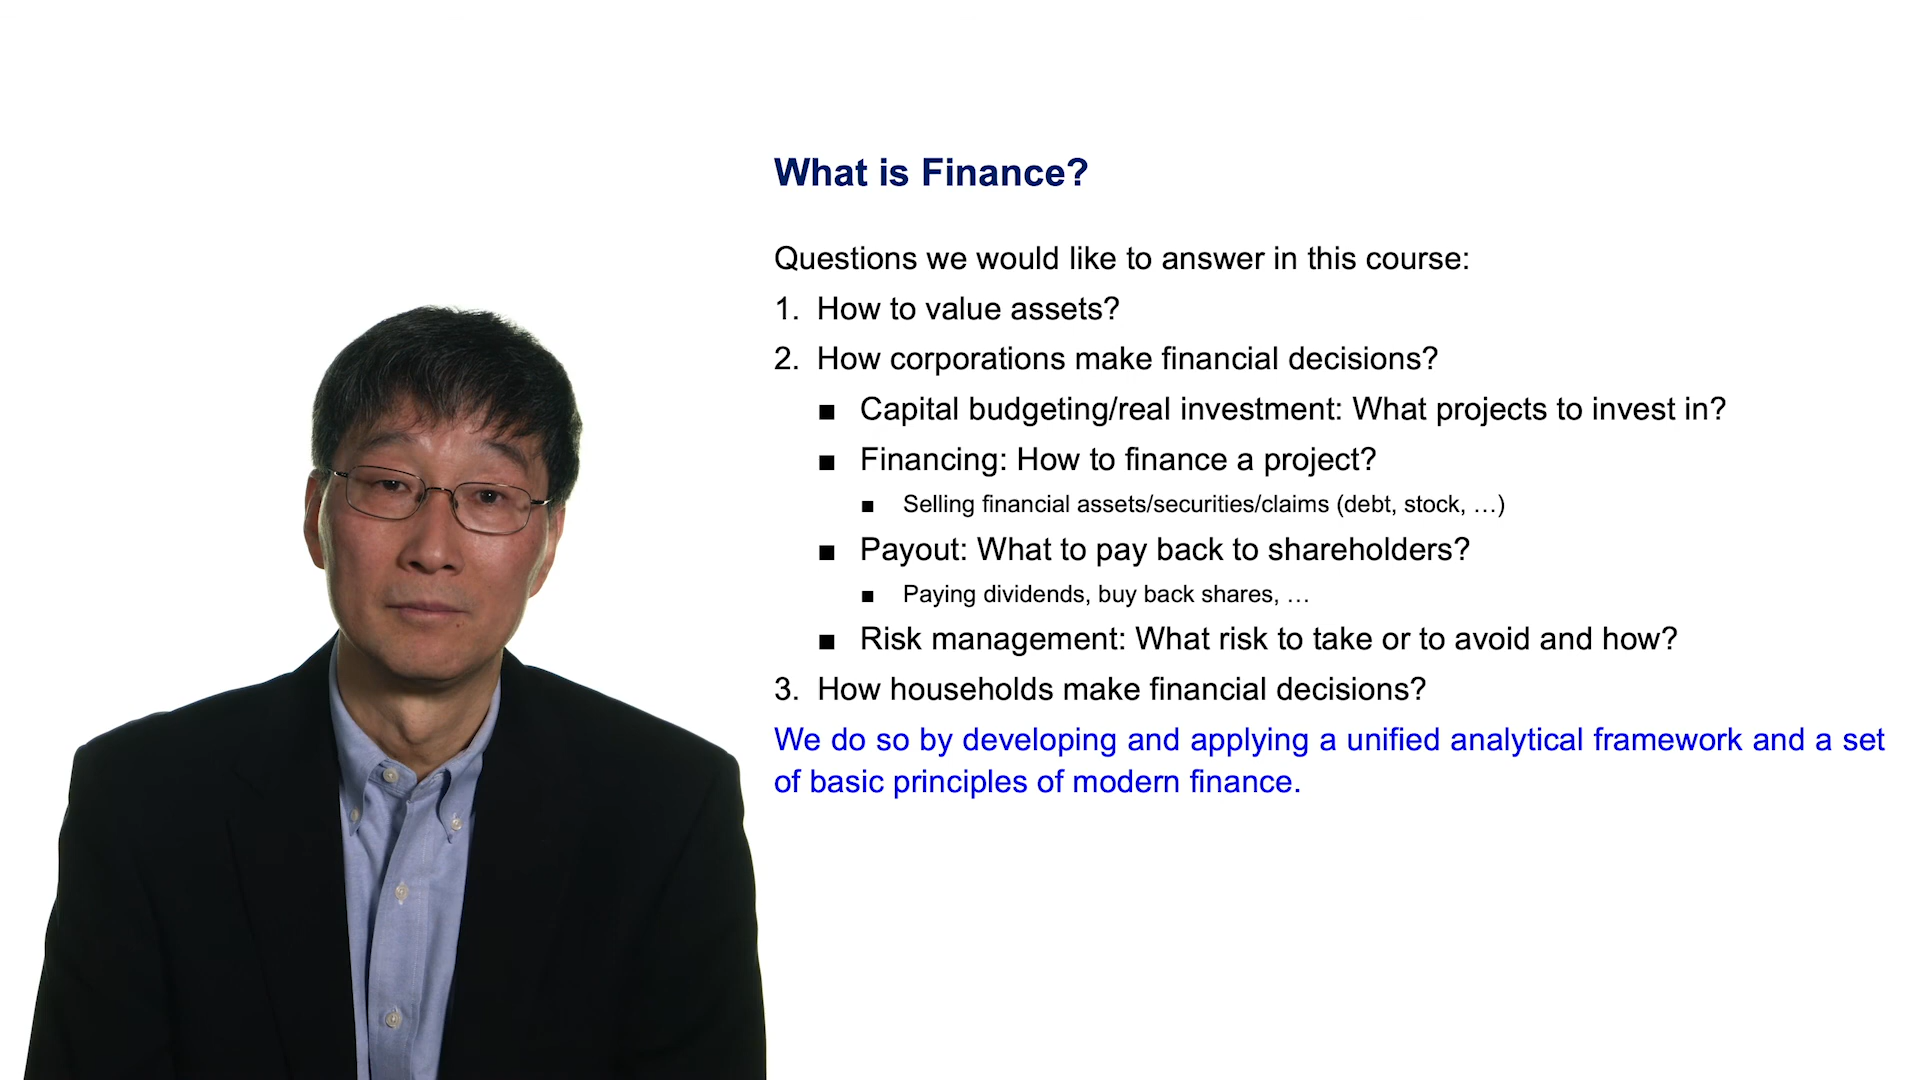 What is Finance?
Questions we would like to answer in this course:
1. How to value assets?
2. How corporations make financial decisions?
■ Capital budgeting/real investment: What projects to invest in?
■ Financing: How to finance a project?
■ Selling financial assets/securities/claims (debt, stock, …)
■ Payout: What to pay back to shareholders?
■ Paying dividends, buy back shares, …
■ Risk management: What risk to take or to avoid and how?
3. How households make financial decisions?
We do so by developing and applying a unified analytical framework and a set
of basic principles of modern finance.